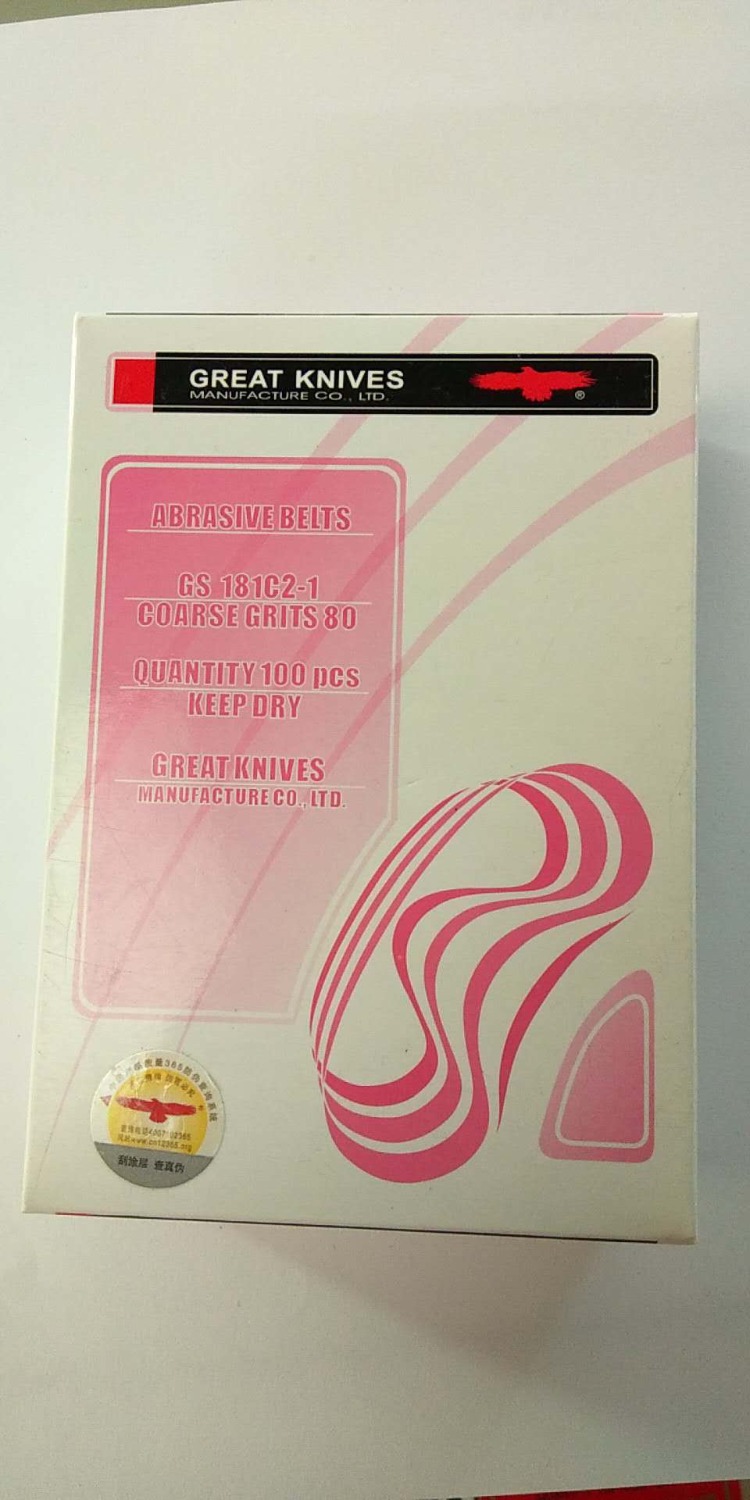 GREAT KNIVES
MANUFACTURE CO., LTD.
®
ABRASIVE BELTS
GS 181C2-1
COARSE GRITS 80
QUANTITY 100 pcs
KEEP DRY
GREAT KNIVES
MANUFACTURE CO., LTD.
刮涂层 查真伪